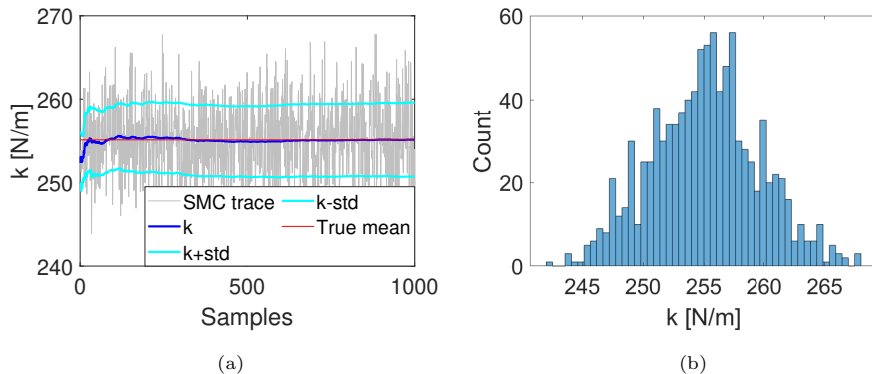 270
260
250
240
k [N/m]
SMC trace
k
k+std
k-std
True mean
0
500
1000
Samples
(a)
60
40
20
0
Count
245
250
255
260
265
k [N/m]
(b)